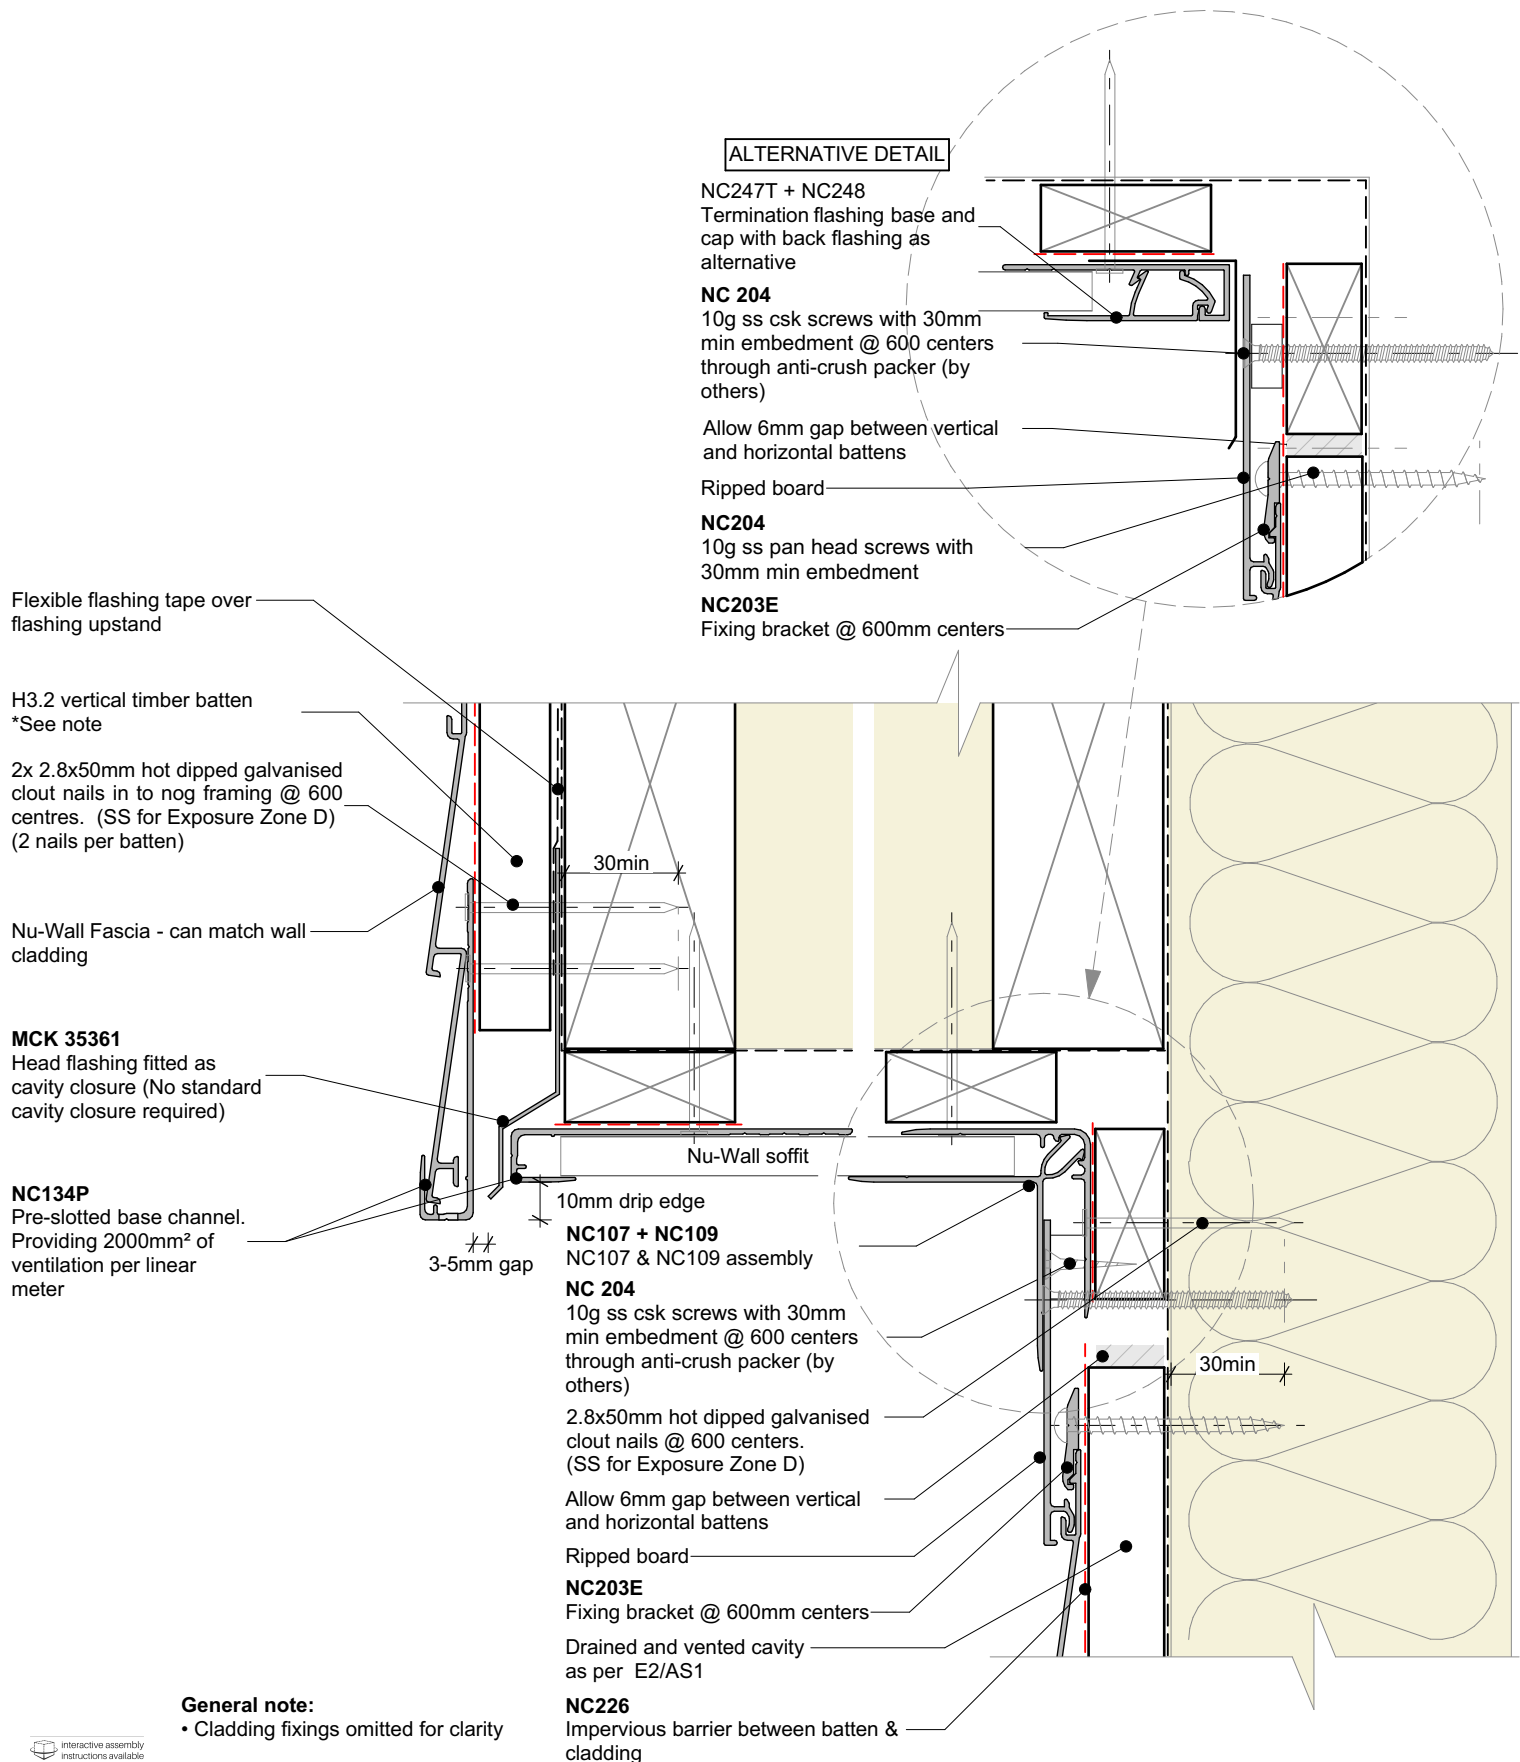 ALTERNATIVE DETAIL
NC247T + NC248
Termination flashing base and
cap with back flashing as
alternative
NC 204
10g ss csk screws with 30mm
min embedment @ 600 centers
through anti-crush packer (by
others)
Allow 6mm gap between vertical
and horizontal battens
Ripped board
NC204
10g ss pan head screws with
30mm min embedment
NC203E
Fixing bracket @ 600mm centers
Flexible flashing tape over
flashing upstand
H3.2 vertical timber batten
*See note
2x 2.8x50mm hot dipped galvanised
clout nails in to nog framing @ 600
centres. (SS for Exposure Zone D)
(2 nails per batten)
Nu-Wall Fascia - can match wall
cladding
MCK 35361
Head flashing fitted as
cavity closure (No standard
cavity closure required)
NC134P
Pre-slotted base channel.
Providing 2000mm² of
ventilation per linear
meter
30min
Nu-Wall soffit
10mm drip edge
3-5mm gap
NC107 + NC109
NC107 & NC109 assembly
NC 204
10g ss csk screws with 30mm
min embedment @ 600 centers
through anti-crush packer (by
others)
2.8x50mm hot dipped galvanised
clout nails @ 600 centers.
(SS for Exposure Zone D)
Allow 6mm gap between vertical
and horizontal battens
Ripped board
NC203E
Fixing bracket @ 600mm centers
Drained and vented cavity
as per E2/AS1
NC226
Impervious barrier between batten &
cladding
30min
General note:
• Cladding fixings omitted for clarity
interactive assembly
instructions available